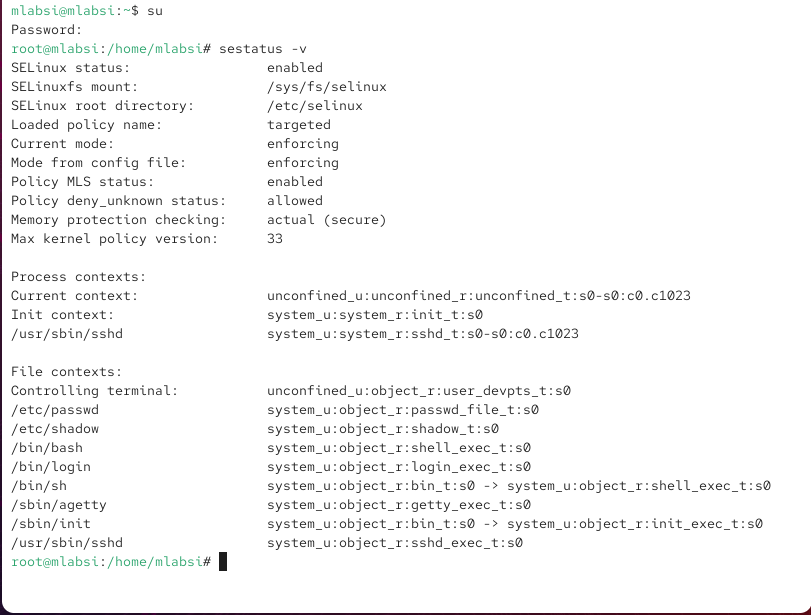 mlabsi@mlabsi:~$ su
Password:
root@mlabsi:/home/mlabsi# sestatus -v
SELinux status:                 enabled
SELinuxfs mount:                /sys/fs/selinux
SELinux root directory:         /etc/selinux
Loaded policy name:             targeted
Current mode:                   enforcing
Mode from config file:          enforcing
Policy MLS status:              enabled
Policy deny_unknown status:     allowed
Memory protection checking:     actual (secure)
Max kernel policy version:      33

Process contexts:
Current context:                unconfined_u:unconfined_r:unconfined_t:s0-s0:c0.c1023
Init context:                   system_u:system_r:init_t:s0
/usr/sbin/sshd                  system_u:system_r:sshd_t:s0-s0:c0.c1023

File contexts:
Controlling terminal:           unconfined_u:object_r:user_devpts_t:s0
/etc/passwd                     system_u:object_r:passwd_file_t:s0
/etc/shadow                     system_u:object_r:shadow_t:s0
/bin/bash                       system_u:object_r:shell_exec_t:s0
/bin/login                      system_u:object_r:login_exec_t:s0
/bin/sh                         system_u:object_r:bin_t:s0 -> system_u:object_r:shell_exec_t:s0
/sbin/agetty                    system_u:object_r:getty_exec_t:s0
/sbin/init                      system_u:object_r:bin_t:s0 -> system_u:object_r:init_exec_t:s0
/usr/sbin/sshd                  system_u:object_r:sshd_exec_t:s0
root@mlabsi:/home/mlabsi#